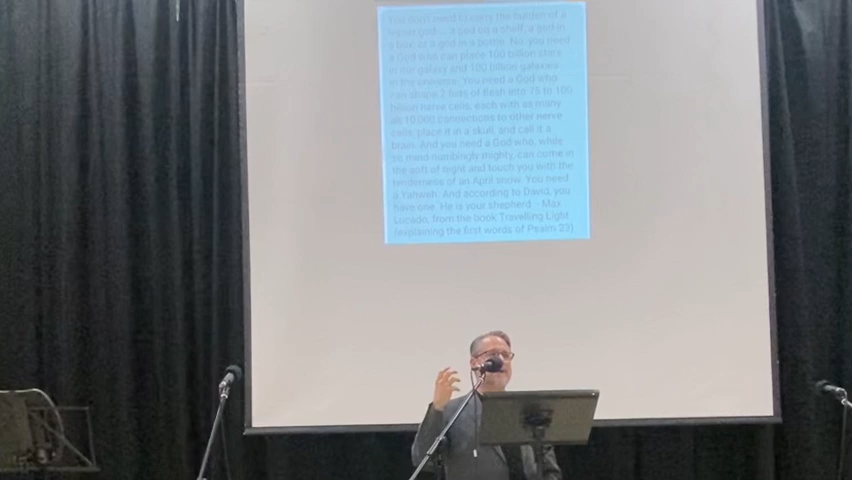 You don't need to carry the burden of a
lesser god -- a god on a shelf, a god in
a box, or a god in a bottle. No, you need
a God who can place 100 billion stars
in our galaxy and 100 billion galaxies
in the universe. You need a God who
can shape 2 fists of flesh into 75 to 100
billion nerve cells, each with as many
as 10,000 connections to other nerve
cells, place it in a skull, and call it a
brain. And you need a God who, while
so mind-numbingly mighty, can come in
the soft of night and touch you with the
tenderness of an April snow. You need
a Yahweh. And according to David, you
have one. He is your shepherd -- Max
Lucado, from the book Travelling Light
(explaining the first words of Psalm 23)